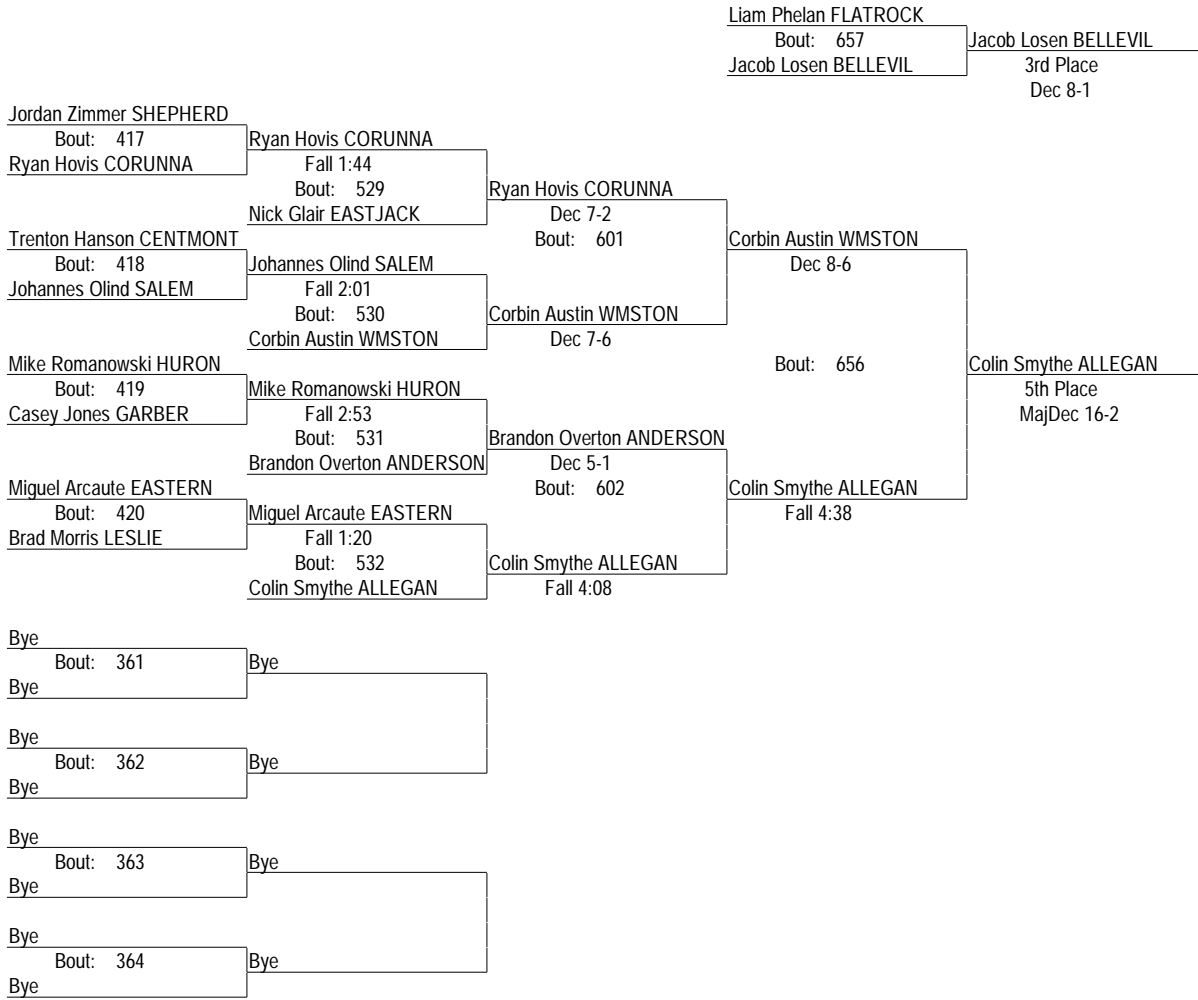 Liam Phelan FLATROCK
Bout: 657
Jacob Losen BELLEVIL
Jacob Losen BELLEVIL
3rd Place
Dec 8-1
Jordan Zimmer SHEPHERD
Bout: 417
Ryan Hovis CORUNNA
Ryan Hovis CORUNNA
Fall 1:44
Bout: 529
Nick Glair EASTJACK
Ryan Hovis CORUNNA
Dec 7-2
Bout: 601
Trenton Hanson CENTMONT
Bout: 418
Johannes Olind SALEM
Johannes Olind SALEM
Fall 2:01
Bout: 530
Corbin Austin WMSTON
Corbin Austin WMSTON
Dec 7-6
Corbin Austin WMSTON
Dec 8-6
Bout: 656
Colin Smythe ALLEGAN
5th Place
MajDec 16-2
Mike Romanowski HURON
Bout: 419
Casey Jones GARBER
Mike Romanowski HURON
Fall 2:53
Bout: 531
Brandon Overton ANDERSON
Brandon Overton ANDERSON
Dec 5-1
Bout: 602
Miguel Arcaute EASTERN
Bout: 420
Brad Morris LESLIE
Miguel Arcaute EASTERN
Fall 1:20
Bout: 532
Colin Smythe ALLEGAN
Colin Smythe ALLEGAN
Fall 4:08
Colin Smythe ALLEGAN
Fall 4:38
Bye
Bout: 361
Bye
Bye
Bye
Bout: 362
Bye
Bye
Bye
Bout: 363
Bye
Bye
Bye
Bout: 364
Bye
Bye